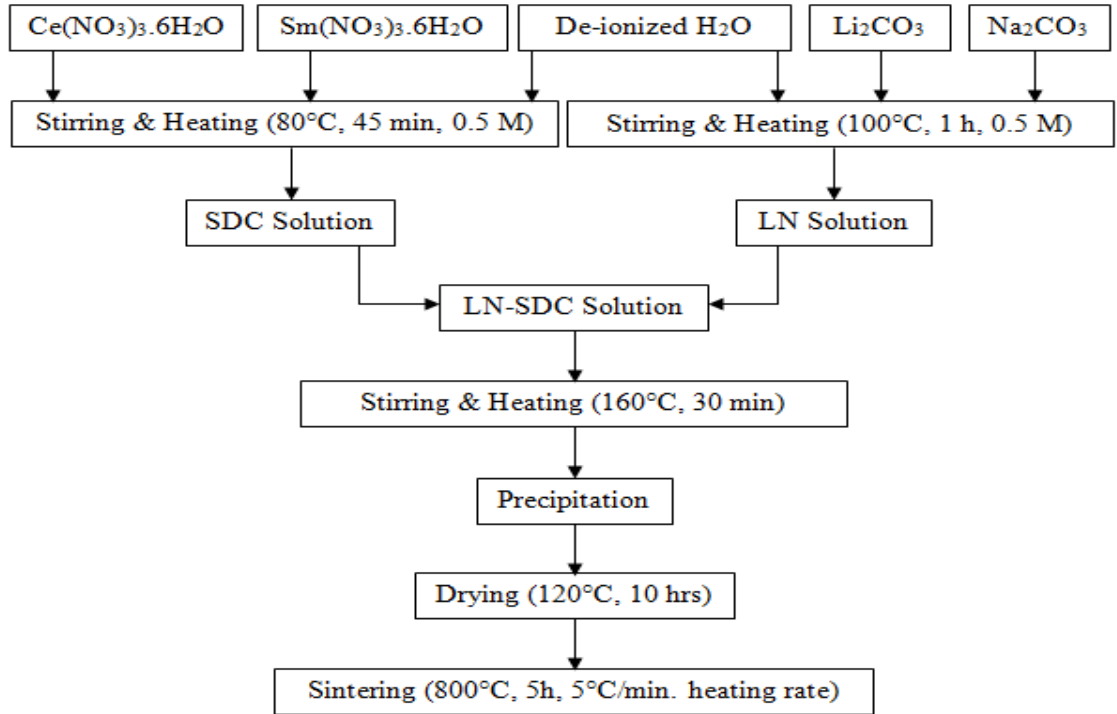 Ce(NO₃)₃.6H₂O
Sm(NO₃)₃.6H₂O
De-ionized H₂O
Li₂CO₃
Na₂CO₃
Stirring & Heating (80°C, 45 min, 0.5 M)
Stirring & Heating (100°C, 1 h, 0.5 M)
SDC Solution
LN Solution
LN-SDC Solution
Stirring & Heating (160°C, 30 min)
Precipitation
Drying (120°C, 10 hrs)
Sintering (800°C, 5h, 5°C/min. heating rate)